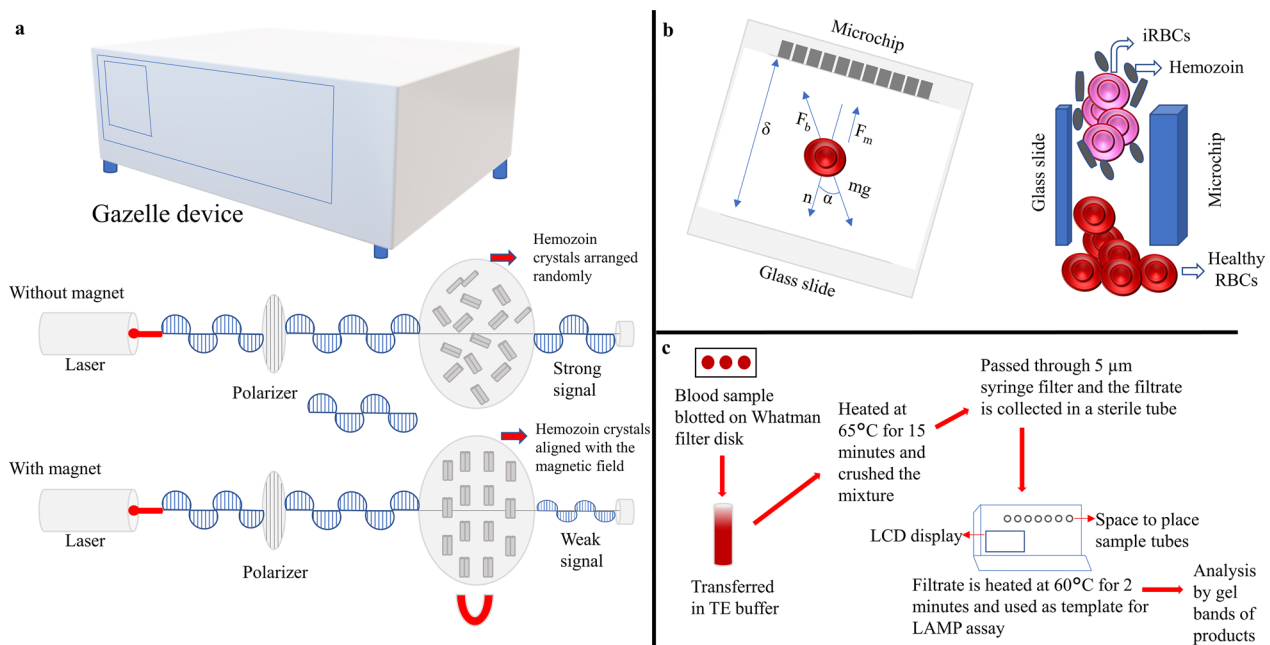 a
Gazelle device
Without magnet
Laser
Polarizer
Hemozoin
crystals arranged
randomly
Strong
signal
With magnet
Laser
Polarizer
Hemozoin crystals
aligned with the
magnetic field
Weak
signal
b
Microchip
δ
Fb
Fm
n
α
mg
Glass slide
iRBCs
Hemozoin
Glass slide
Microchip
Healthy
RBCs
c
Blood sample
blotted on Whatman
filter disk
Transferred
in TE buffer
Heated at
65°C for 15
minutes and
crushed the
mixture
Passed through 5 µm
syringe filter and the filtrate
is collected in a sterile tube
LCD display
Space to place
sample tubes
Filtrate is heated at 60°C for 2
minutes and used as template for
LAMP assay
Analysis
by gel
bands of
products